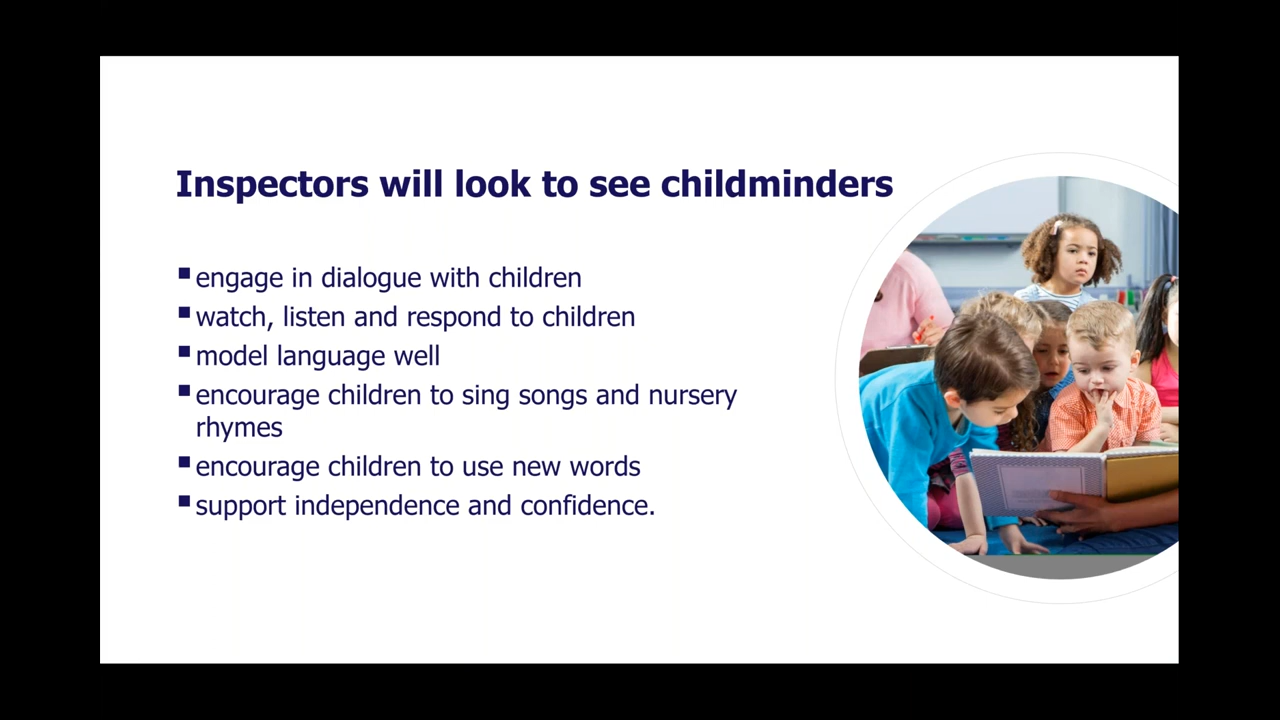 Inspectors will look to see childminders
▪engage in dialogue with children
▪watch, listen and respond to children
▪model language well
▪encourage children to sing songs and nursery
rhymes
▪encourage children to use new words
▪support independence and confidence.